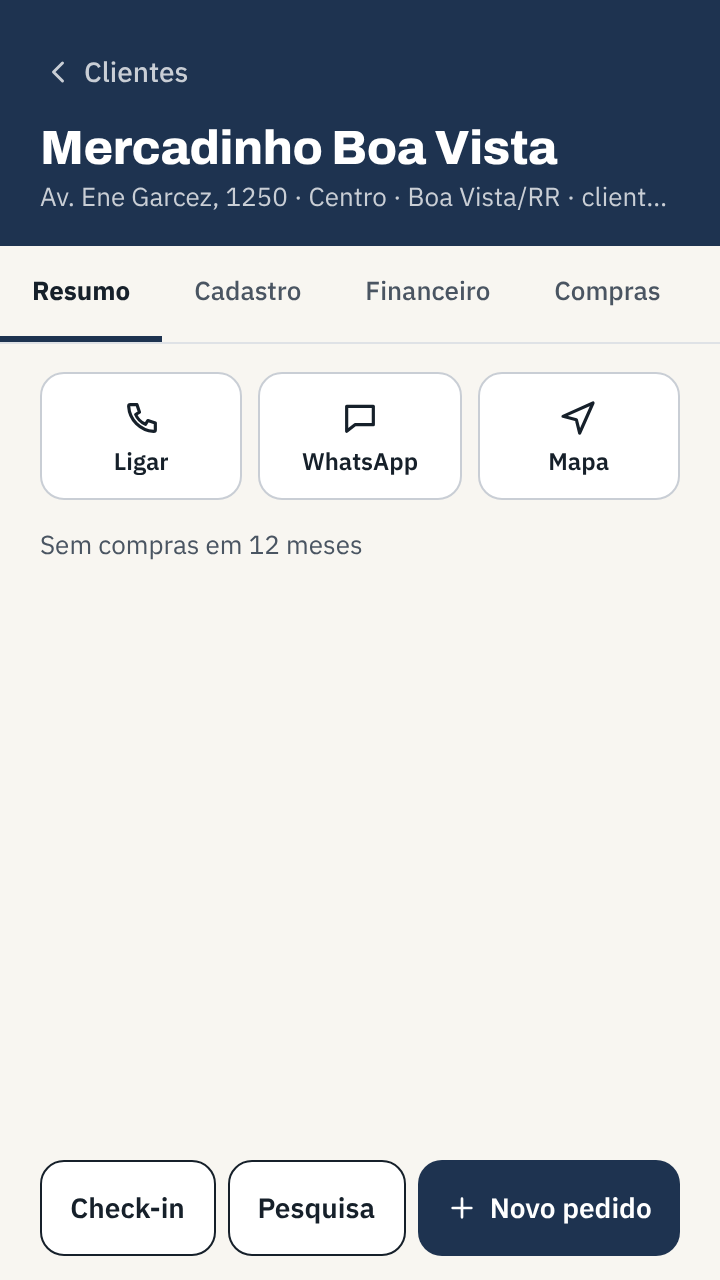 Clientes
Mercadinho Boa Vista
Av. Ene Garcez, 1250 · Centro · Boa Vista/RR · client...
Resumo Cadastro Financeiro Compras
Ligar WhatsApp Mapa
Sem compras em 12 meses
Check-in Pesquisa + Novo pedido